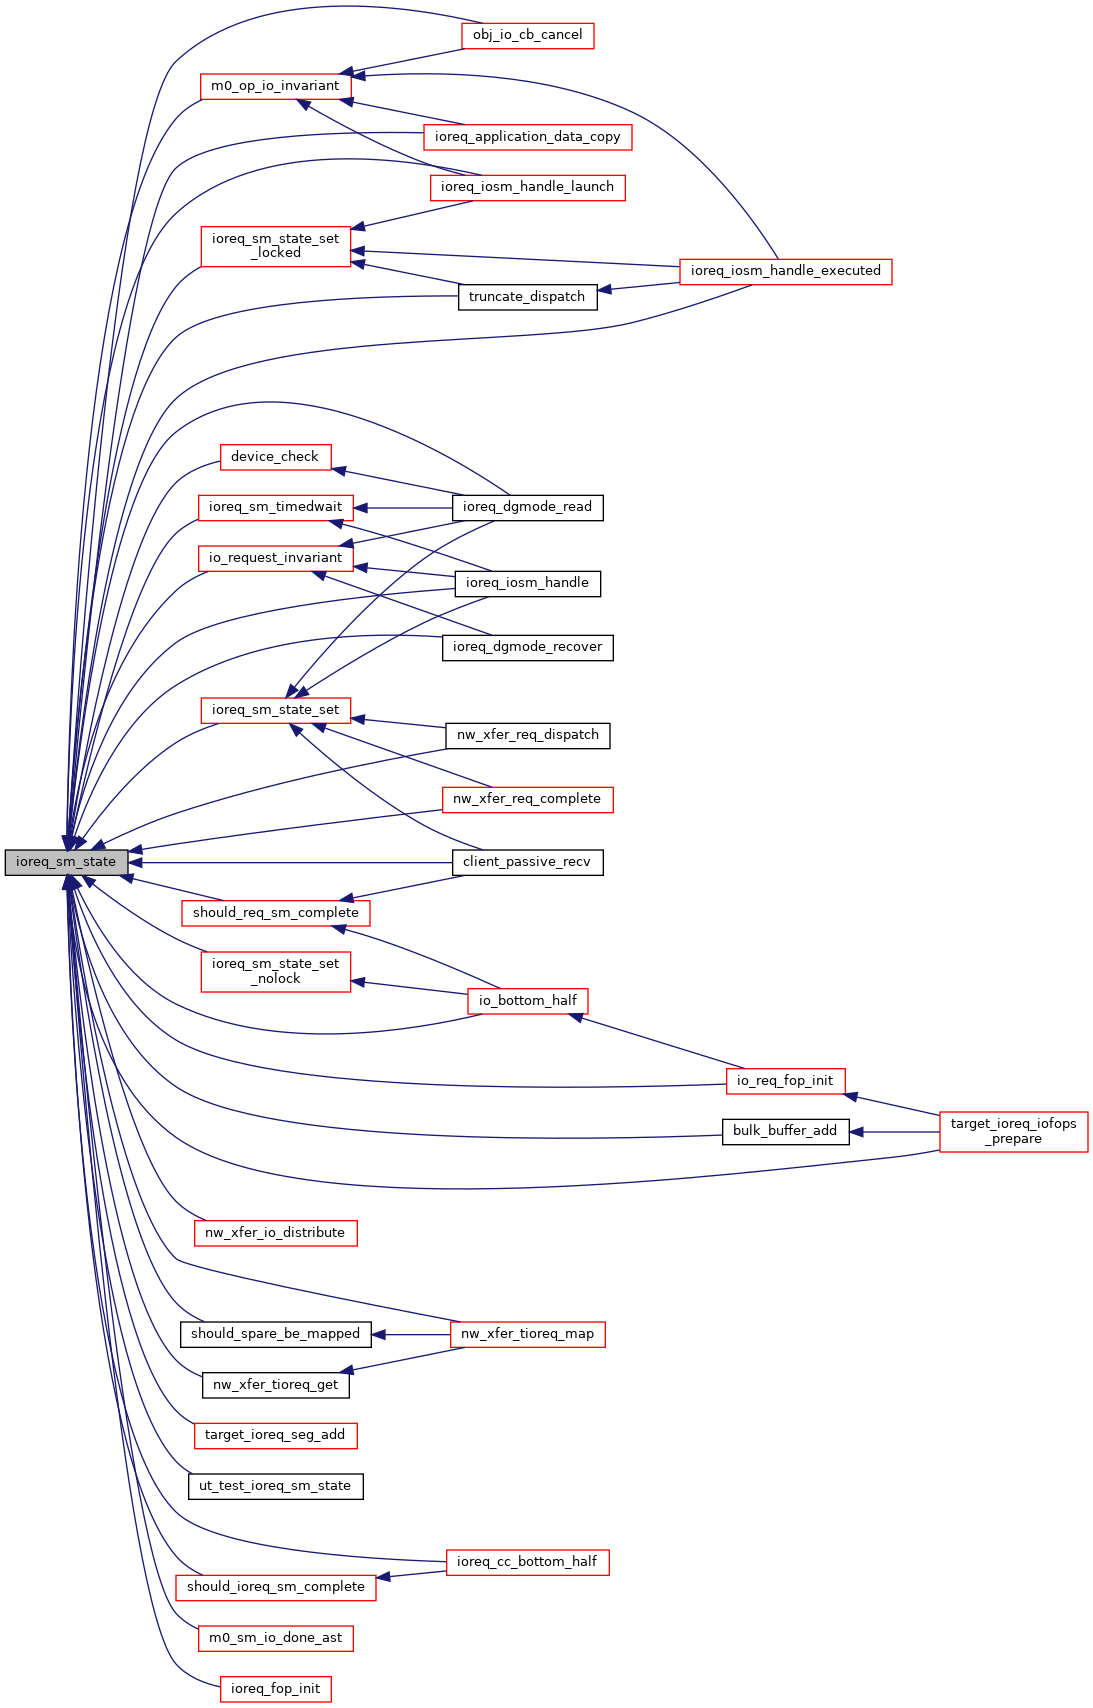 obj_io_cb_cancel
m0_op_io_invariant
ioreq_application_data_copy
ioreq_iosm_handle_launch
ioreq_sm_state_set
_locked
ioreq_iosm_handle_executed
truncate_dispatch
device_check
ioreq_sm_timedwait
ioreq_dgmode_read
io_request_invariant
ioreq_iosm_handle
ioreq_dgmode_recover
ioreq_sm_state_set
nw_xfer_req_dispatch
nw_xfer_req_complete
ioreq_sm_state
client_passive_recv
should_req_sm_complete
ioreq_sm_state_set
_nolock
io_bottom_half
io_req_fop_init
bulk_buffer_add
target_ioreq_iofops
_prepare
nw_xfer_io_distribute
should_spare_be_mapped
nw_xfer_tioreq_map
nw_xfer_tioreq_get
target_ioreq_seg_add
ut_test_ioreq_sm_state
ioreq_cc_bottom_half
should_ioreq_sm_complete
m0_sm_io_done_ast
ioreq_fop_init